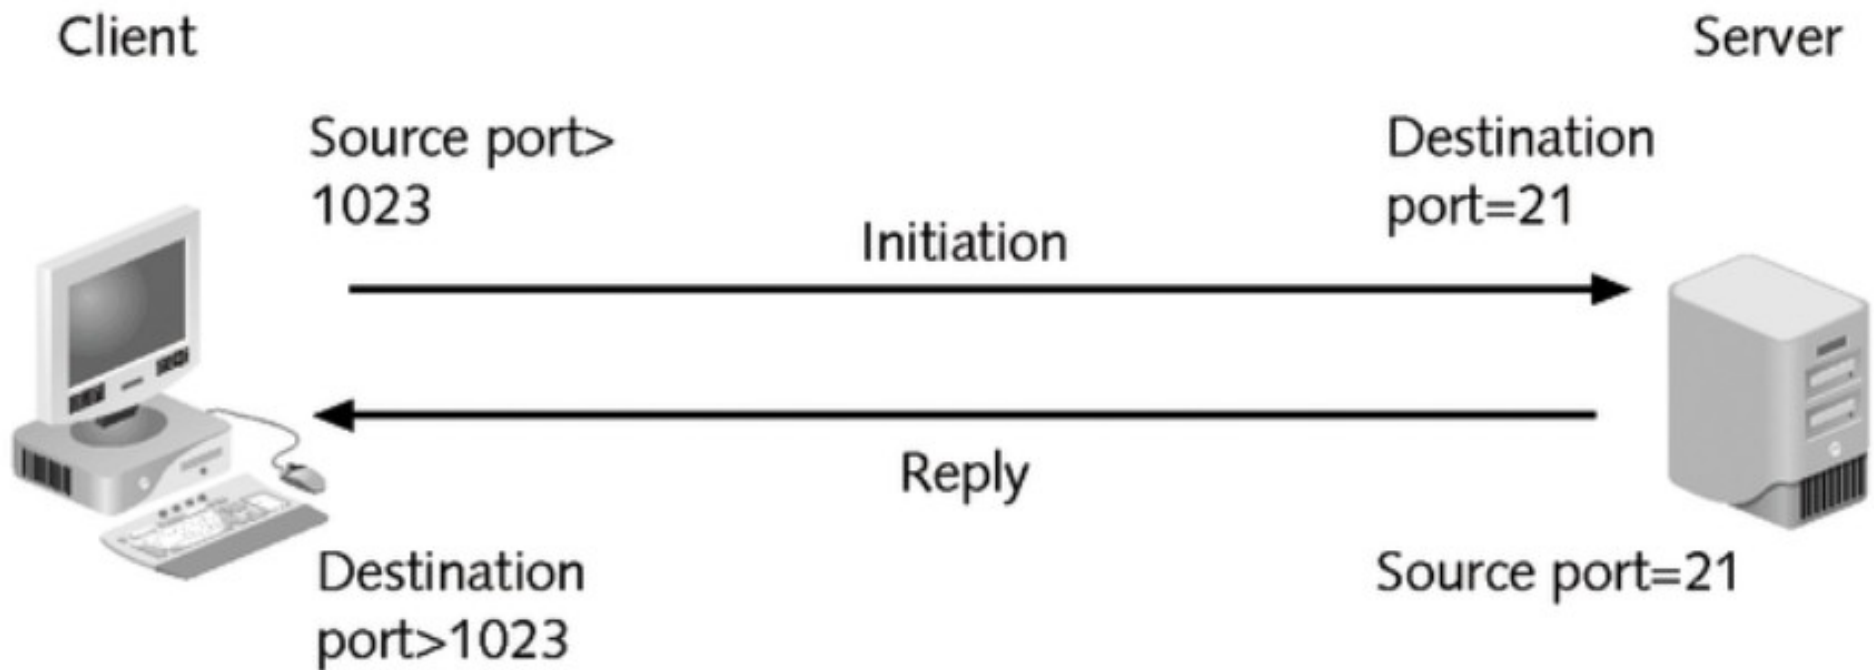 Client
Server
Source port>
1023
Destination
port=21
Initiation
Reply
Destination
port>1023
Source port=21